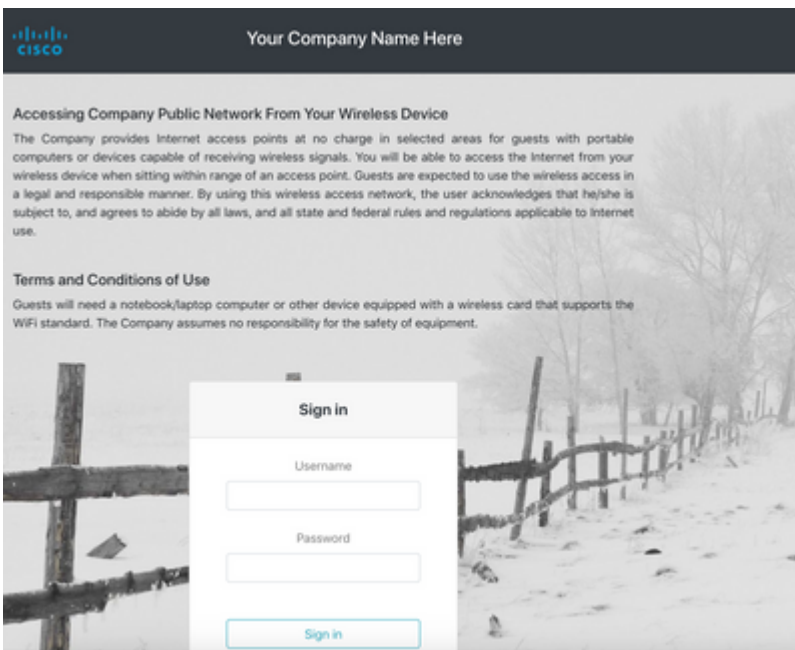 CISCO
Your Company Name Here
Accessing Company Public Network From Your Wireless Device
The Company provides Internet access points at no charge in selected areas for guests with portable
computers or devices capable of receiving wireless signals. You will be able to access the Internet from your
wireless device when sitting within range of an access point. Guests are expected to use the wireless access in
a legal and responsible manner. By using this wireless access network, the user acknowledges that he/she is
subject to, and agrees to abide by all laws, and all state and federal rules and regulations applicable to Internet
use.
Terms and Conditions of Use
Guests will need a notebook/laptop computer or other device equipped with a wireless card that supports the
WiFi standard. The Company assumes no responsibility for the safety of equipment.
Sign in
Username
Password
Sign in